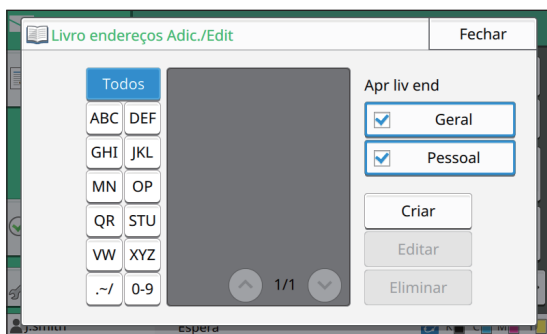 Livro endereços Adic./Edit
Fechar
Todos
Apr liv end
ABC DEF
Geral
GHI JKL
Pessoal
MN OP
QR STU
Criar
VW XYZ
Editar
.~/ 0-9
1/1
Eliminar
j.smith
Espera
K C M Y